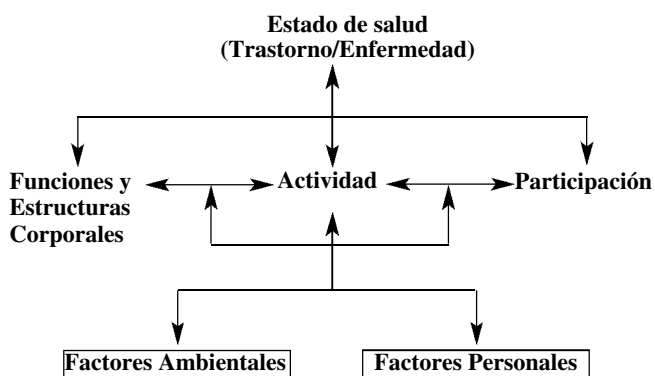 Estado de salud
(Trastorno/Enfermedad)
Funciones y
Estructuras
Corporales
Actividad
Participación
Factores Ambientales
Factores Personales